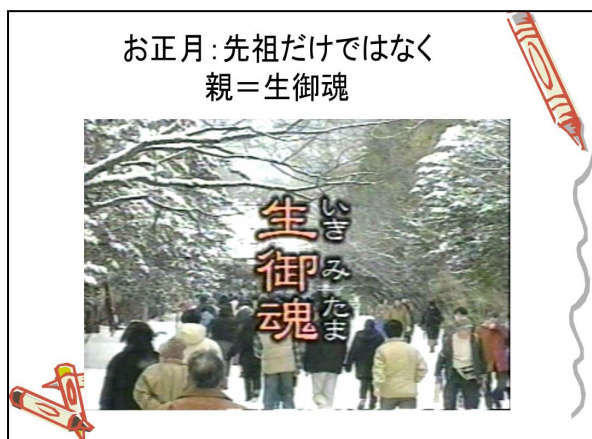 お正月：先祖だけではなく
親＝生御魂
生御魂
いきみたま